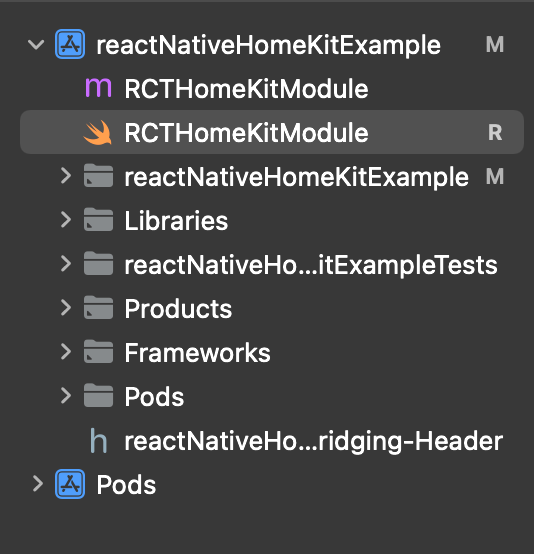 reactNativeHomeKitExample M
m RCTHomeKitModule
RCTHomeKitModule R
reactNativeHomeKitExample M
Libraries
reactNativeHo...itExampleTests
Products
Frameworks
Pods
h reactNativeHo...ridging-Header
Pods